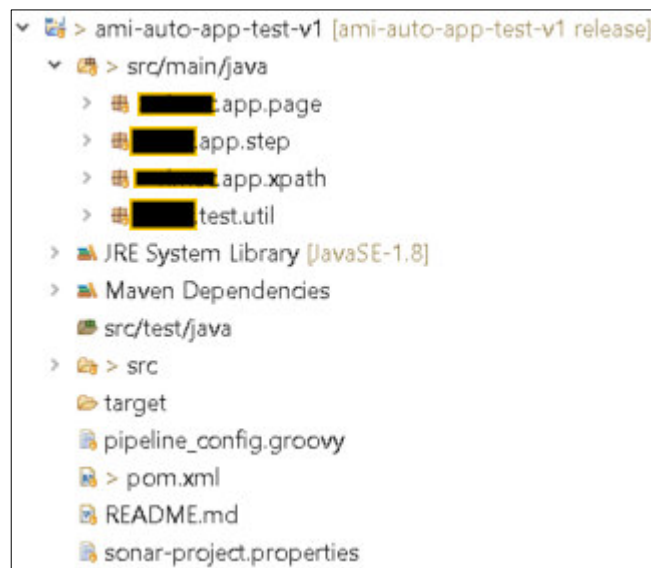 > ami-auto-app-test-v1 [ami-auto-app-test-v1 release]
> src/main/java
.app.page
.app.step
.app.xpath
.test.util
JRE System Library [JavaSE-1.8]
Maven Dependencies
src/test/java
> src
target
pipeline_config.groovy
> pom.xml
README.md
sonar-project.properties